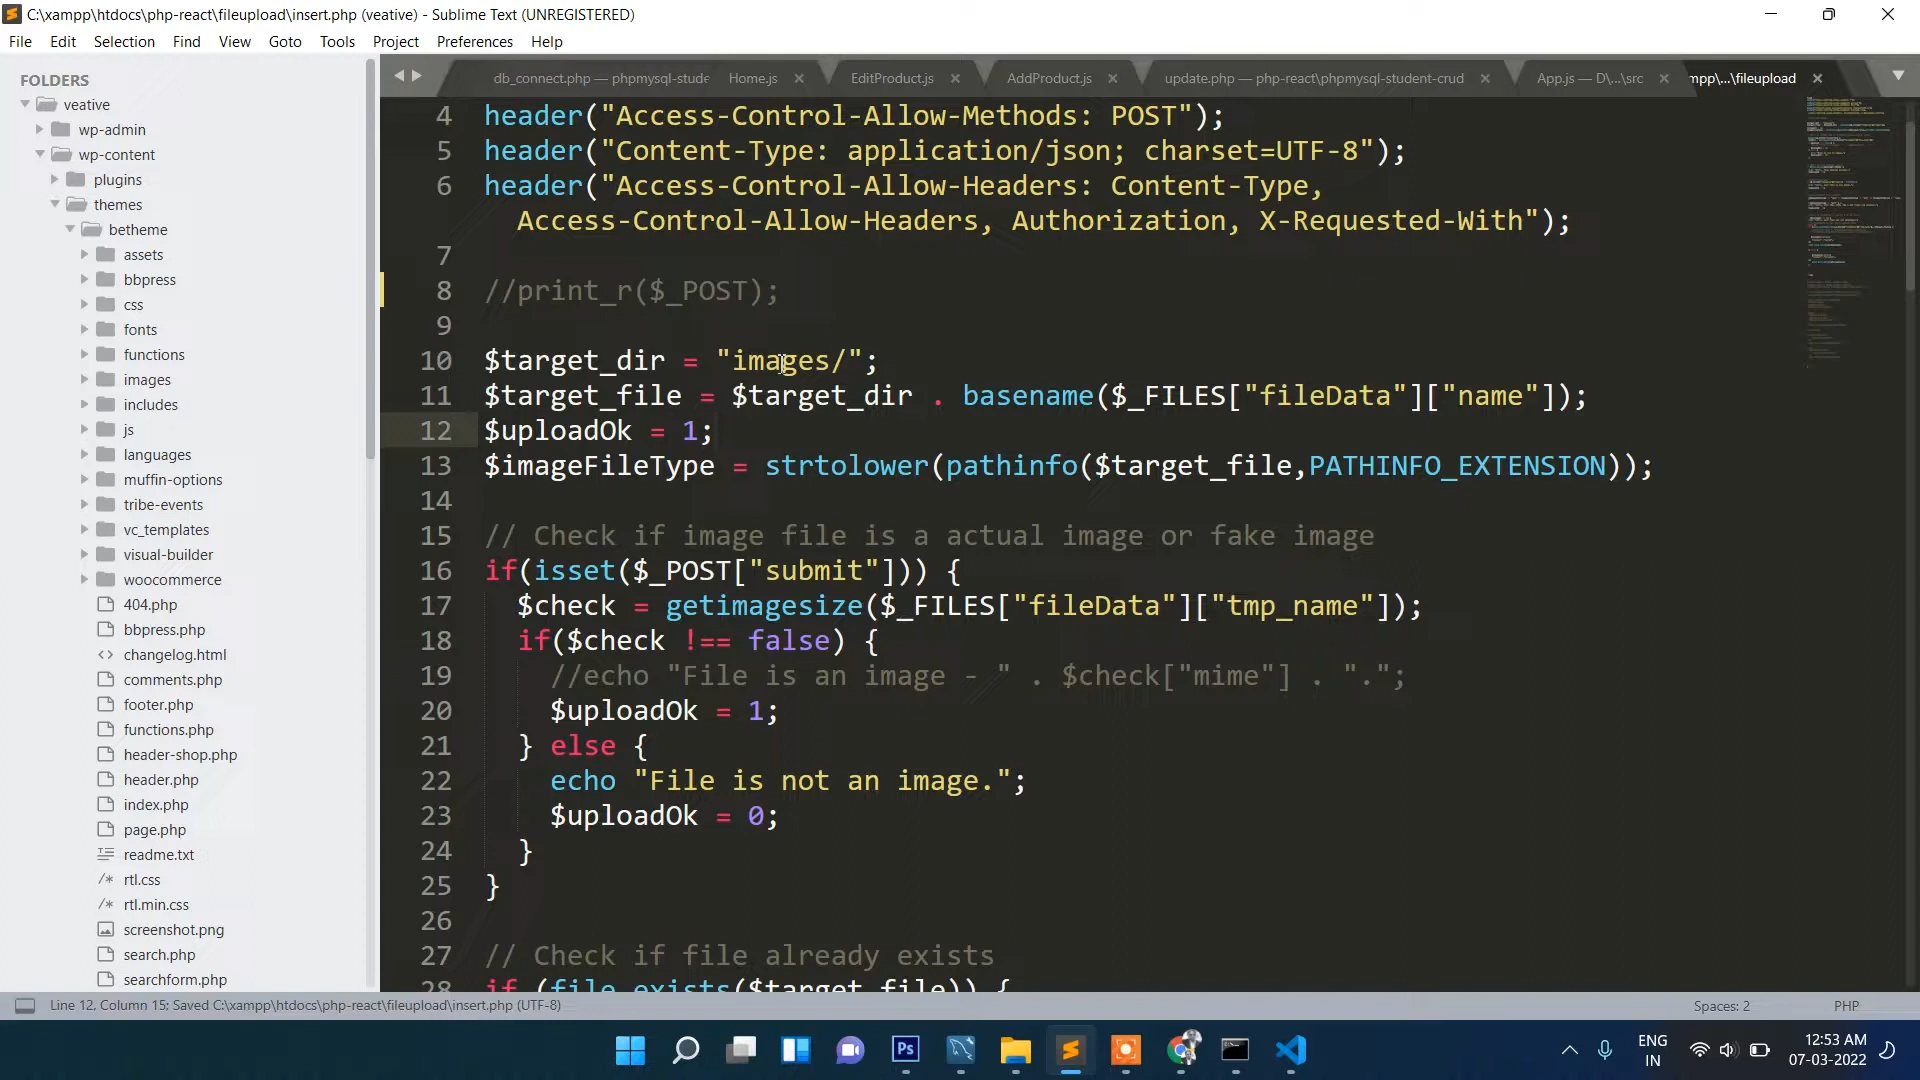 C:\xampp\htdocs\php-react\fileupload\insert.php (veative) - Sublime Text (UNREGISTERED)
File Edit Selection Find View Goto Tools Project Preferences Help
FOLDERS
veative
wp-admin
wp-content
plugins
themes
betheme
assets
bbpress
css
fonts
functions
images
includes
js
languages
muffin-options
tribe-events
vc_templates
visual-builder
woocommerce
404.php
bbpress.php
<> changelog.html
comments.php
footer.php
functions.php
header-shop.php
header.php
index.php
page.php
readme.txt
/* rtl.css
/* rtl.min.css
screenshot.png
search.php
searchform.php
db_connect.php — phpmysql-stude Home.js EditProduct.js AddProduct.js update.php — php-react\phpmysql-student-crud App.js — D\...\src mpp\...\fileupload
4 header("Access-Control-Allow-Methods: POST");
5 header("Content-Type: application/json; charset=UTF-8");
6 header("Access-Control-Allow-Headers: Content-Type,
Access-Control-Allow-Headers, Authorization, X-Requested-With");
7
8 //print_r($_POST);
9
10 $target_dir = "images/";
11 $target_file = $target_dir . basename($_FILES["fileData"]["name"]);
12 $uploadOk = 1;
13 $imageFileType = strtolower(pathinfo($target_file,PATHINFO_EXTENSION));
14
15 // Check if image file is a actual image or fake image
16 if(isset($_POST["submit"])) {
17 $check = getimagesize($_FILES["fileData"]["tmp_name"]);
18 if($check !== false) {
19 //echo "File is an image - " . $check["mime"] . ".";
20 $uploadOk = 1;
21 } else {
22 echo "File is not an image.";
23 $uploadOk = 0;
24 }
25 }
26
27 // Check if file already exists
28 if (file_exists($target_file)) {
Line 12, Column 15; Saved C:\xampp\htdocs\php-react\fileupload\insert.php (UTF-8) Spaces: 2 PHP
Ps
ENG
IN
12:53 AM
07-03-2022